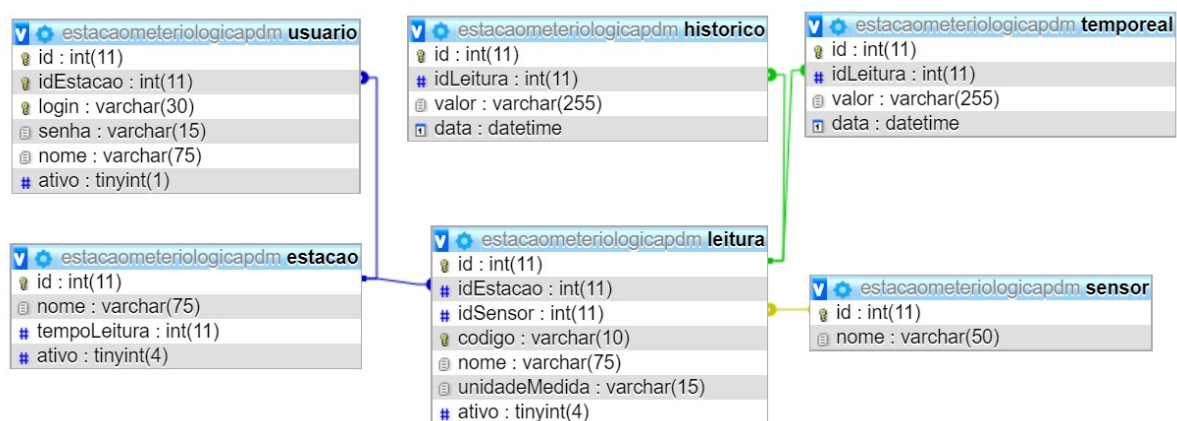 estacaometeriologicapdm usuario
id : int(11)
idEstacao : int(11)
login : varchar(30)
senha : varchar(15)
nome : varchar(75)
ativo : tinyint(1)
estacaometeriologicapdm historico
id : int(11)
idLeitura : int(11)
valor : varchar(255)
data : datetime
estacaometeriologicapdm temporeal
id : int(11)
idLeitura : int(11)
valor : varchar(255)
data : datetime
estacaometeriologicapdm estacao
id : int(11)
nome : varchar(75)
tempoLeitura : int(11)
ativo : tinyint(4)
estacaometeriologicapdm leitura
id : int(11)
idEstacao : int(11)
idSensor : int(11)
codigo : varchar(10)
nome : varchar(75)
unidadeMedida : varchar(15)
ativo : tinyint(4)
estacaometeriologicapdm sensor
id : int(11)
nome : varchar(50)